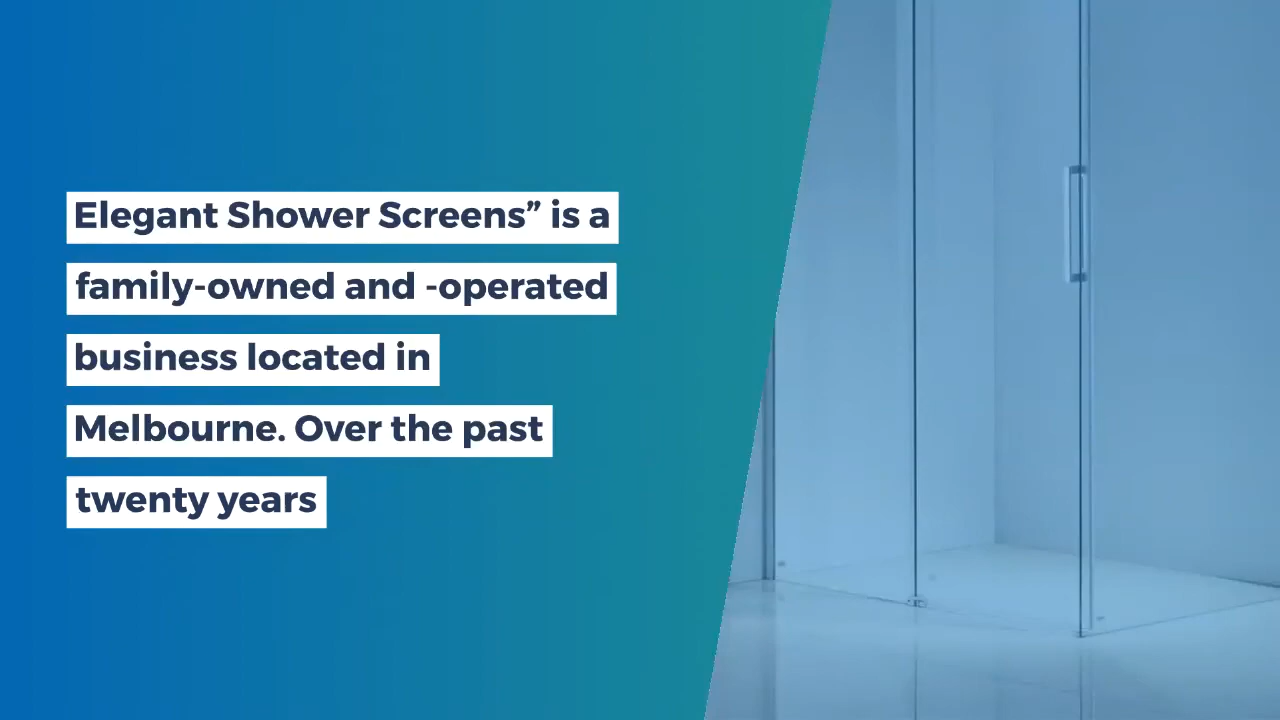 Elegant Shower Screens” is a
family-owned and -operated
business located in
Melbourne. Over the past
twenty years